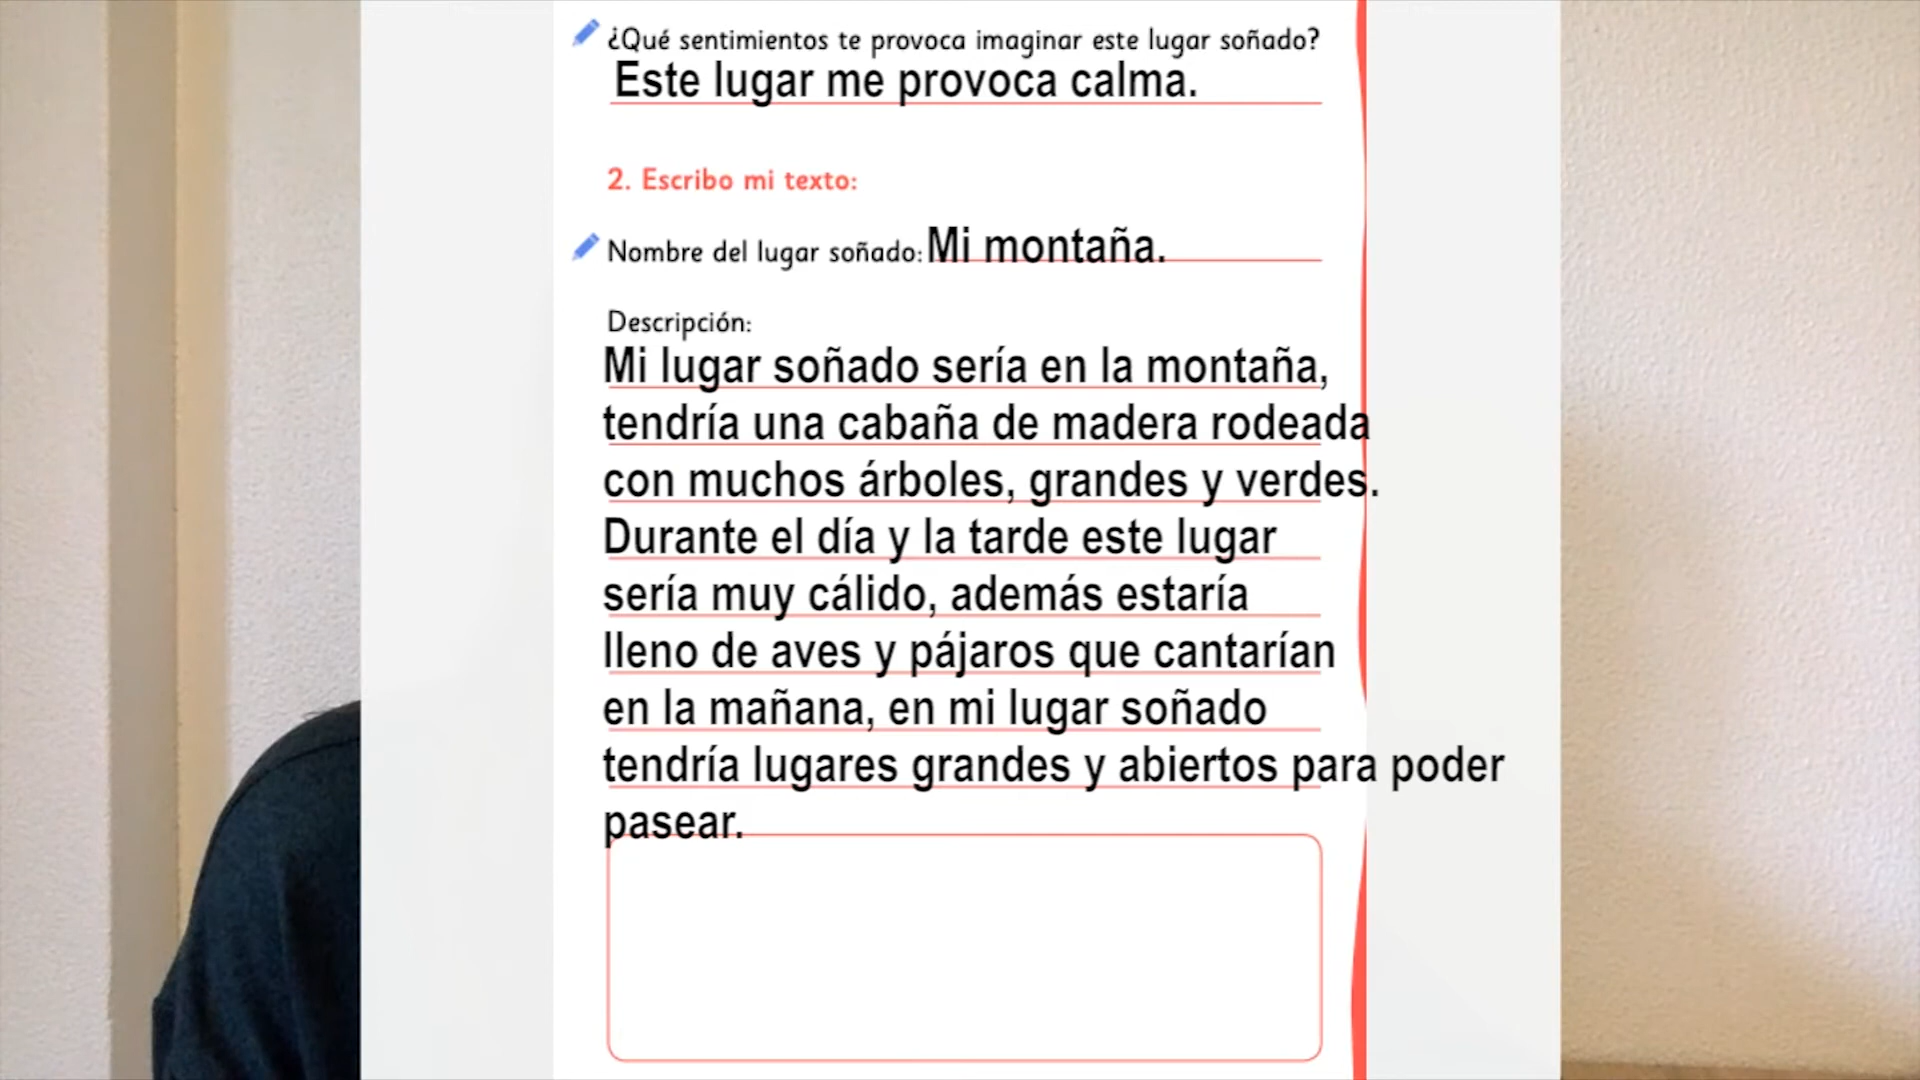 ¿Qué sentimientos te provoca imaginar este lugar soñado?
Este lugar me provoca calma.
2. Escribo mi texto:
Nombre del lugar soñado: Mi montaña.
Descripción:
Mi lugar soñado sería en la montaña,
tendría una cabaña de madera rodeada
con muchos árboles, grandes y verdes.
Durante el día y la tarde este lugar
sería muy cálido, además estaría
lleno de aves y pájaros que cantarían
en la mañana, en mi lugar soñado
tendría lugares grandes y abiertos para poder
pasear.